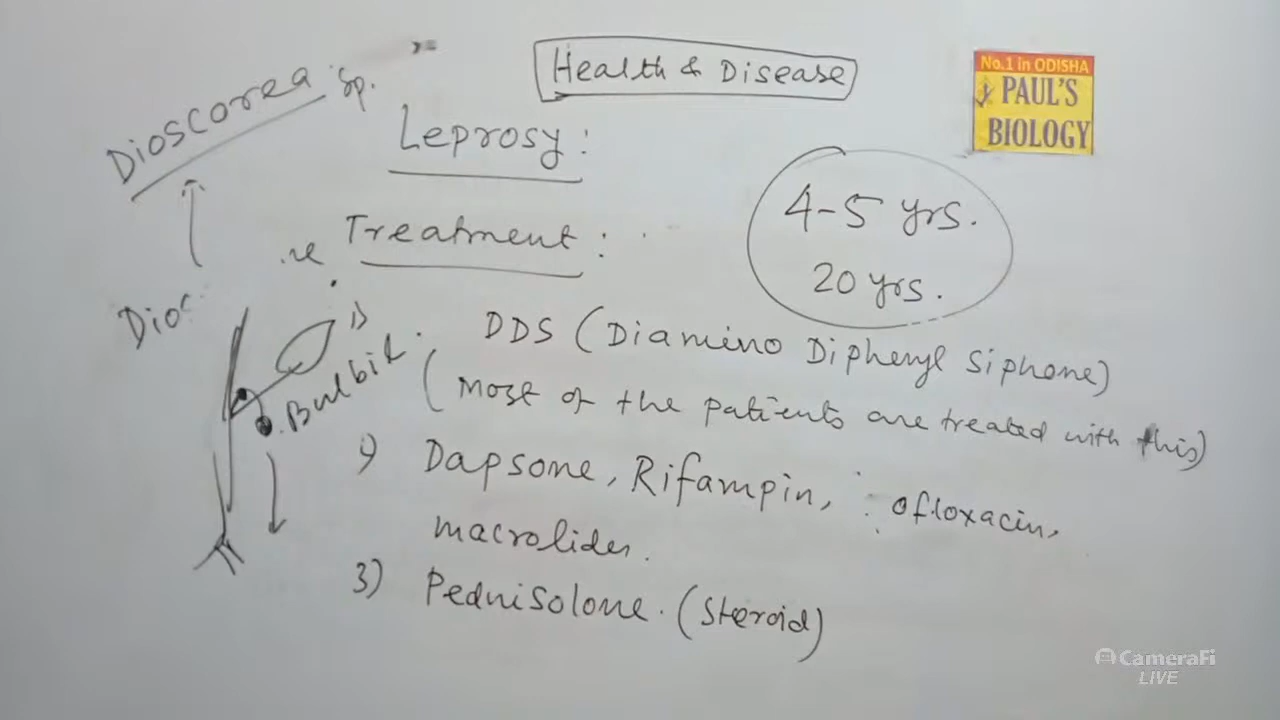 Health & Disease
No.1 in ODISHA
PAUL'S
BIOLOGY
Dioscorea sp.
Leprosy:
4-5 yrs.
20 yrs.
Treatment:
Dios
Bulbil
1) DDS (Diamino Diphenyl Siphone)
(most of the patients are treated with this)
Dapsone, Rifampin, ofloxacin,
macrolides.
3) Pednisolone. (Steroid)
CameraFi
LIVE